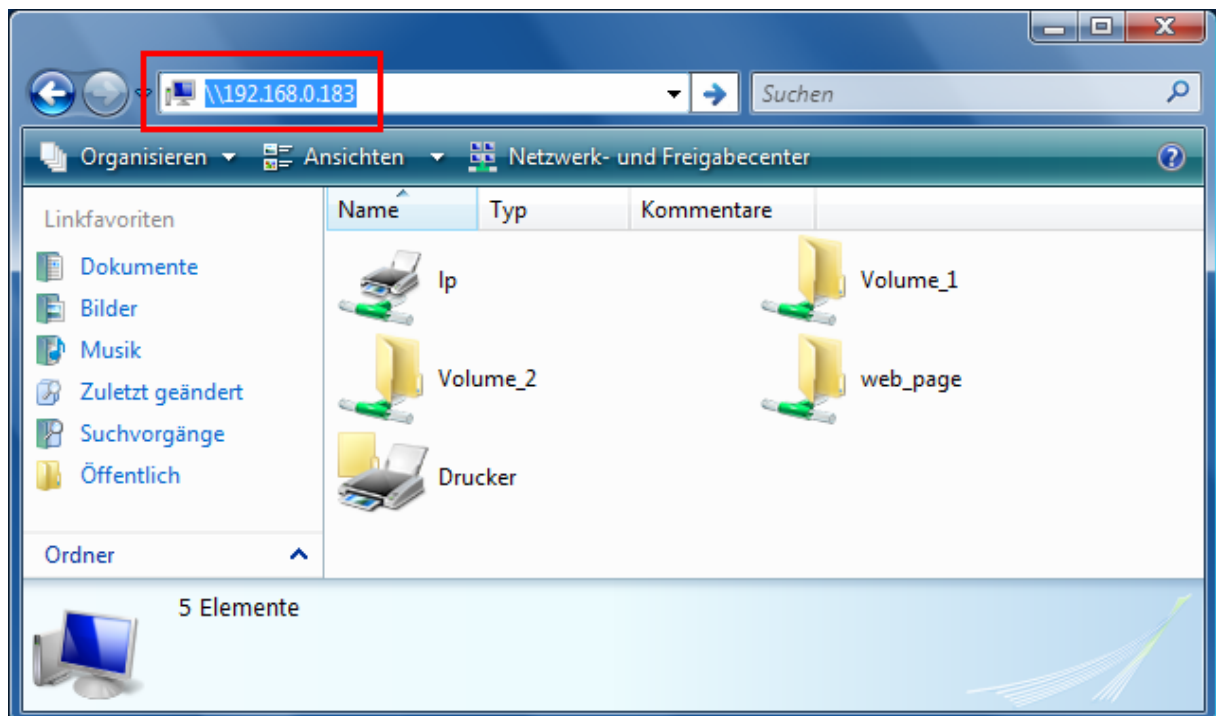 \\192.168.0.183
Suchen
Organisieren Ansichten Netzwerk- und Freigabecenter
Linkfavoriten
Dokumente
Bilder
Musik
Zuletzt geändert
Suchvorgänge
Öffentlich
Ordner
Name Typ Kommentare
lp
Volume_1
Volume_2
web_page
Drucker
5 Elemente